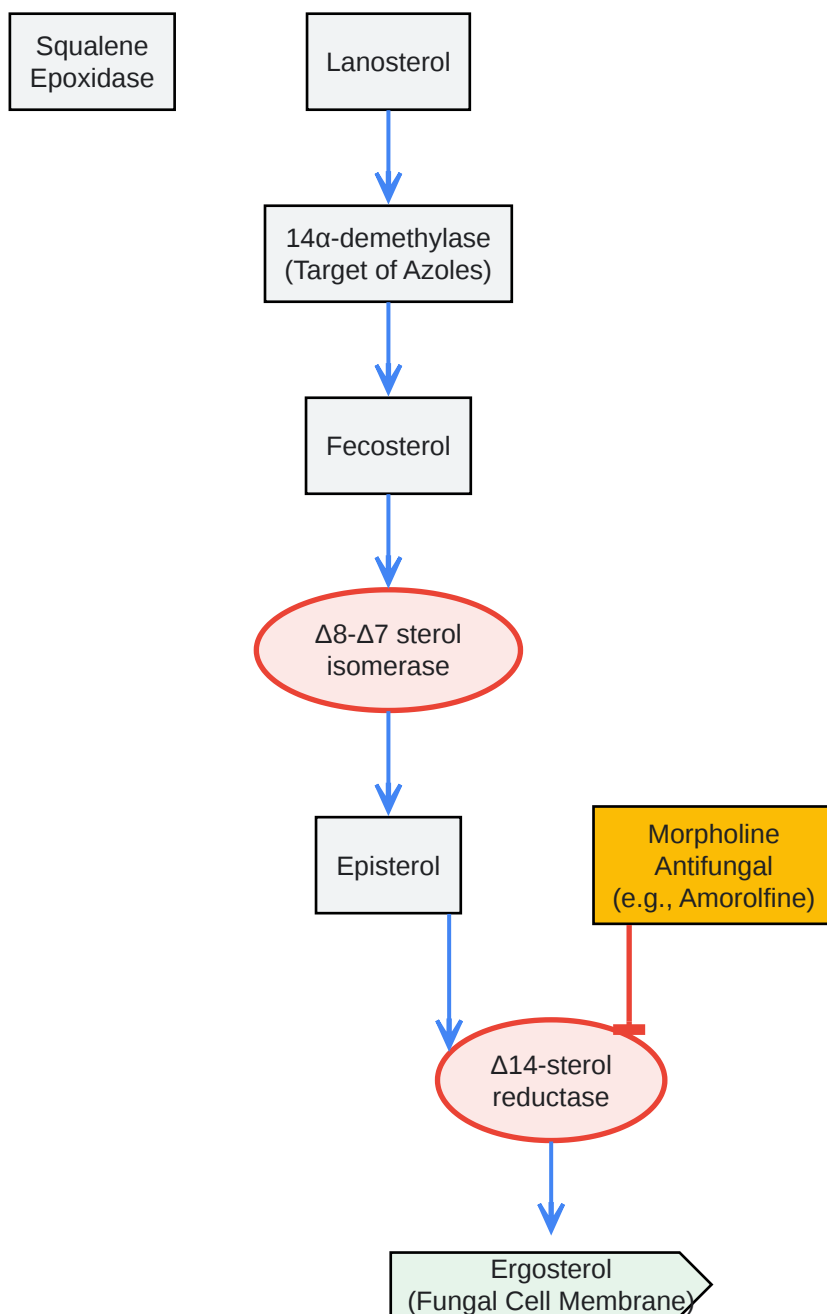 Squalene
Epoxidase
Lanosterol
14α-demethylase
(Target of Azoles)
Fecosterol
Δ8-Δ7 sterol
isomerase
Episterol
Morpholine
Antifungal
(e.g., Amorolfine)
Δ14-sterol
reductase
Ergosterol
(Fungal Cell Membrane)